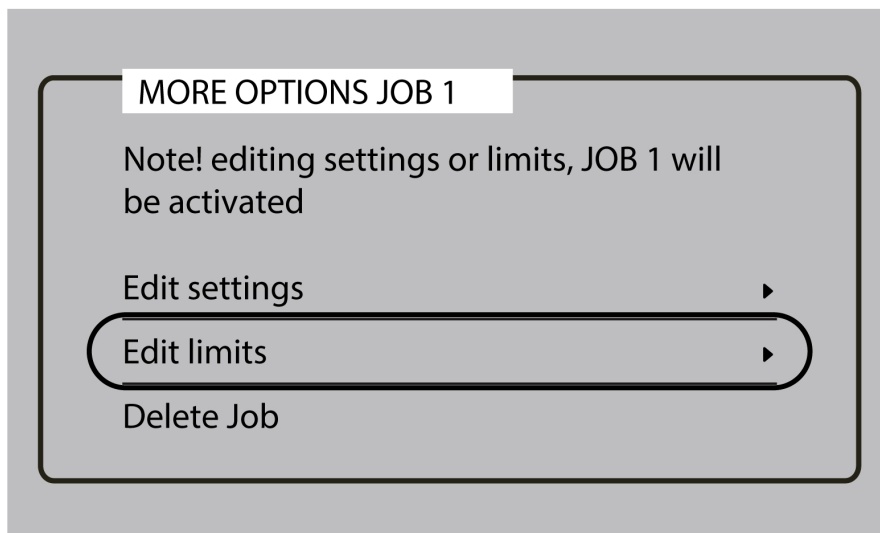 MORE OPTIONS JOB 1
Note! editing settings or limits, JOB 1 will
be activated
Edit settings
Edit limits
Delete Job